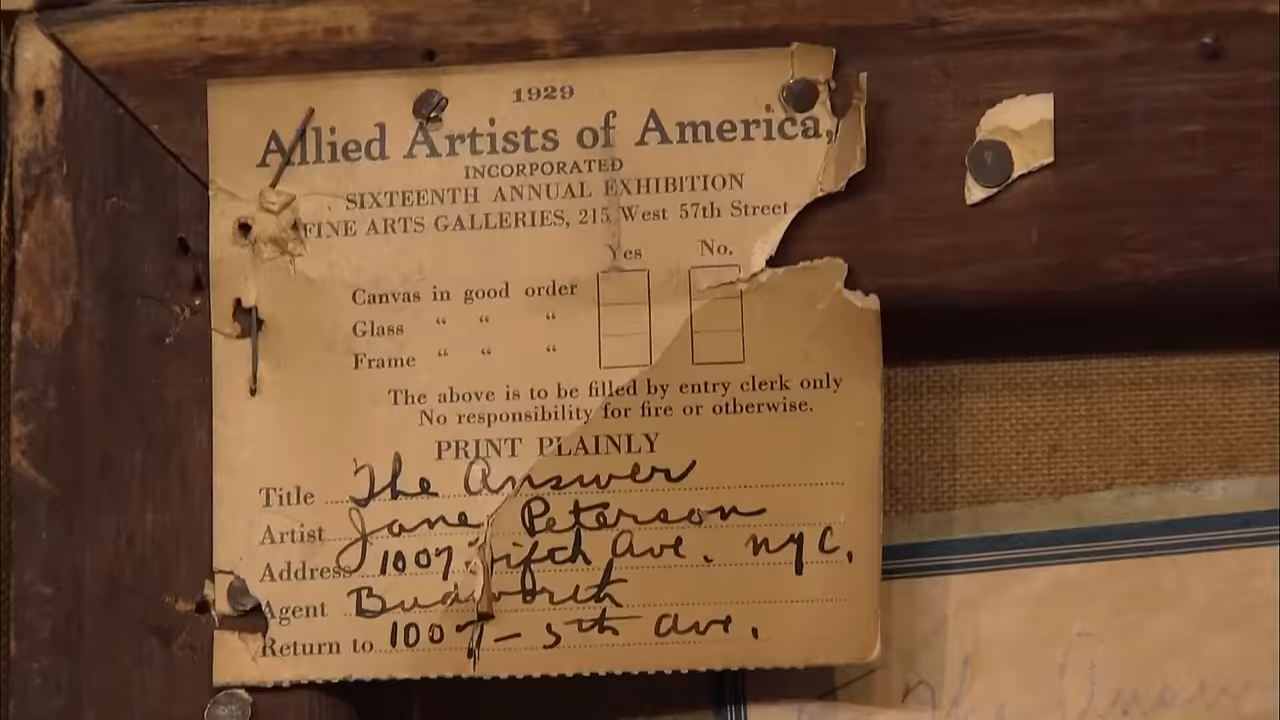 1929
Allied Artists of America,
INCORPORATED
SIXTEENTH ANNUAL EXHIBITION
FINE ARTS GALLERIES, 215 West 57th Street
Yes No.
Canvas in good order
Glass “ “ “
Frame “ “ “
The above is to be filled by entry clerk only
No responsibility for fire or otherwise.
PRINT PLAINLY
Title The Answer
Artist Jane Peterson
Address 1007 Fifth Ave. NYC.
Agent Budworth
Return to 1007 - 5th Ave.
The Answ